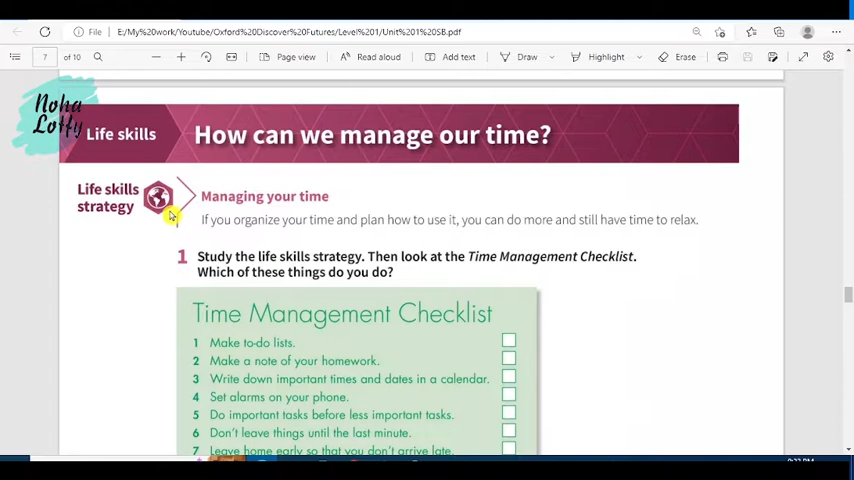 File
E:/My%20work/Youtube/Oxford%20Discover%20Futures/Level%201/Unit%201%20SB.pdf
7 of 10
Page view
Read aloud
Add text
Draw
Highlight
Erase
Noha
Lotfy
Life skills
How can we manage our time?
Life skills
strategy
Managing your time
If you organize your time and plan how to use it, you can do more and still have time to relax.
1 Study the life skills strategy. Then look at the Time Management Checklist.
Which of these things do you do?
Time Management Checklist
1 Make to-do lists.
2 Make a note of your homework.
3 Write down important times and dates in a calendar.
4 Set alarms on your phone.
5 Do important tasks before less important tasks.
6 Don't leave things until the last minute.
7 Leave home early so that you don't arrive late.